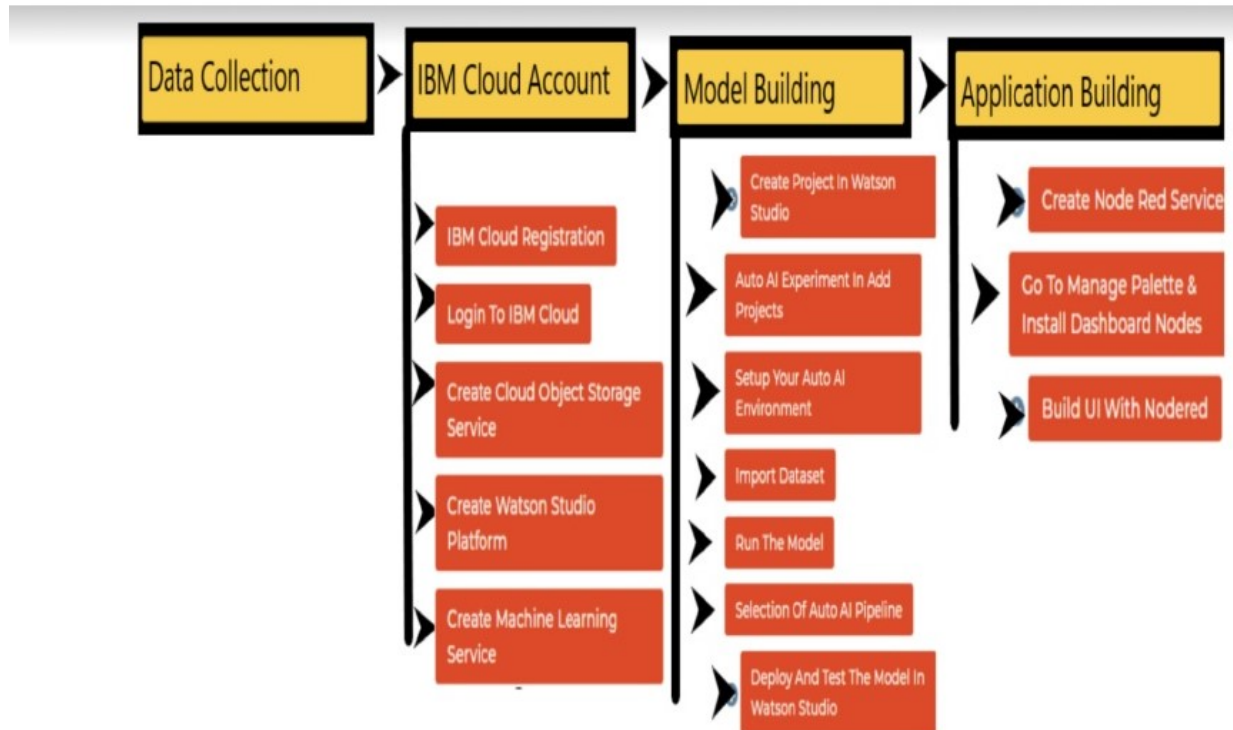 Data Collection
IBM Cloud Account
IBM Cloud Registration
Login To IBM Cloud
Create Cloud Object Storage
Service
Create Watson Studio
Platform
Create Machine Learning
Service
Model Building
Create Project In Watson
Studio
Auto AI Experiment In Add
Projects
Setup Your Auto AI
Environment
Import Dataset
Run The Model
Selection Of Auto AI Pipeline
Deploy And Test The Model In
Watson Studio
Application Building
Create Node Red Service
Go To Manage Palette &
Install Dashboard Nodes
Build UI With Nodered